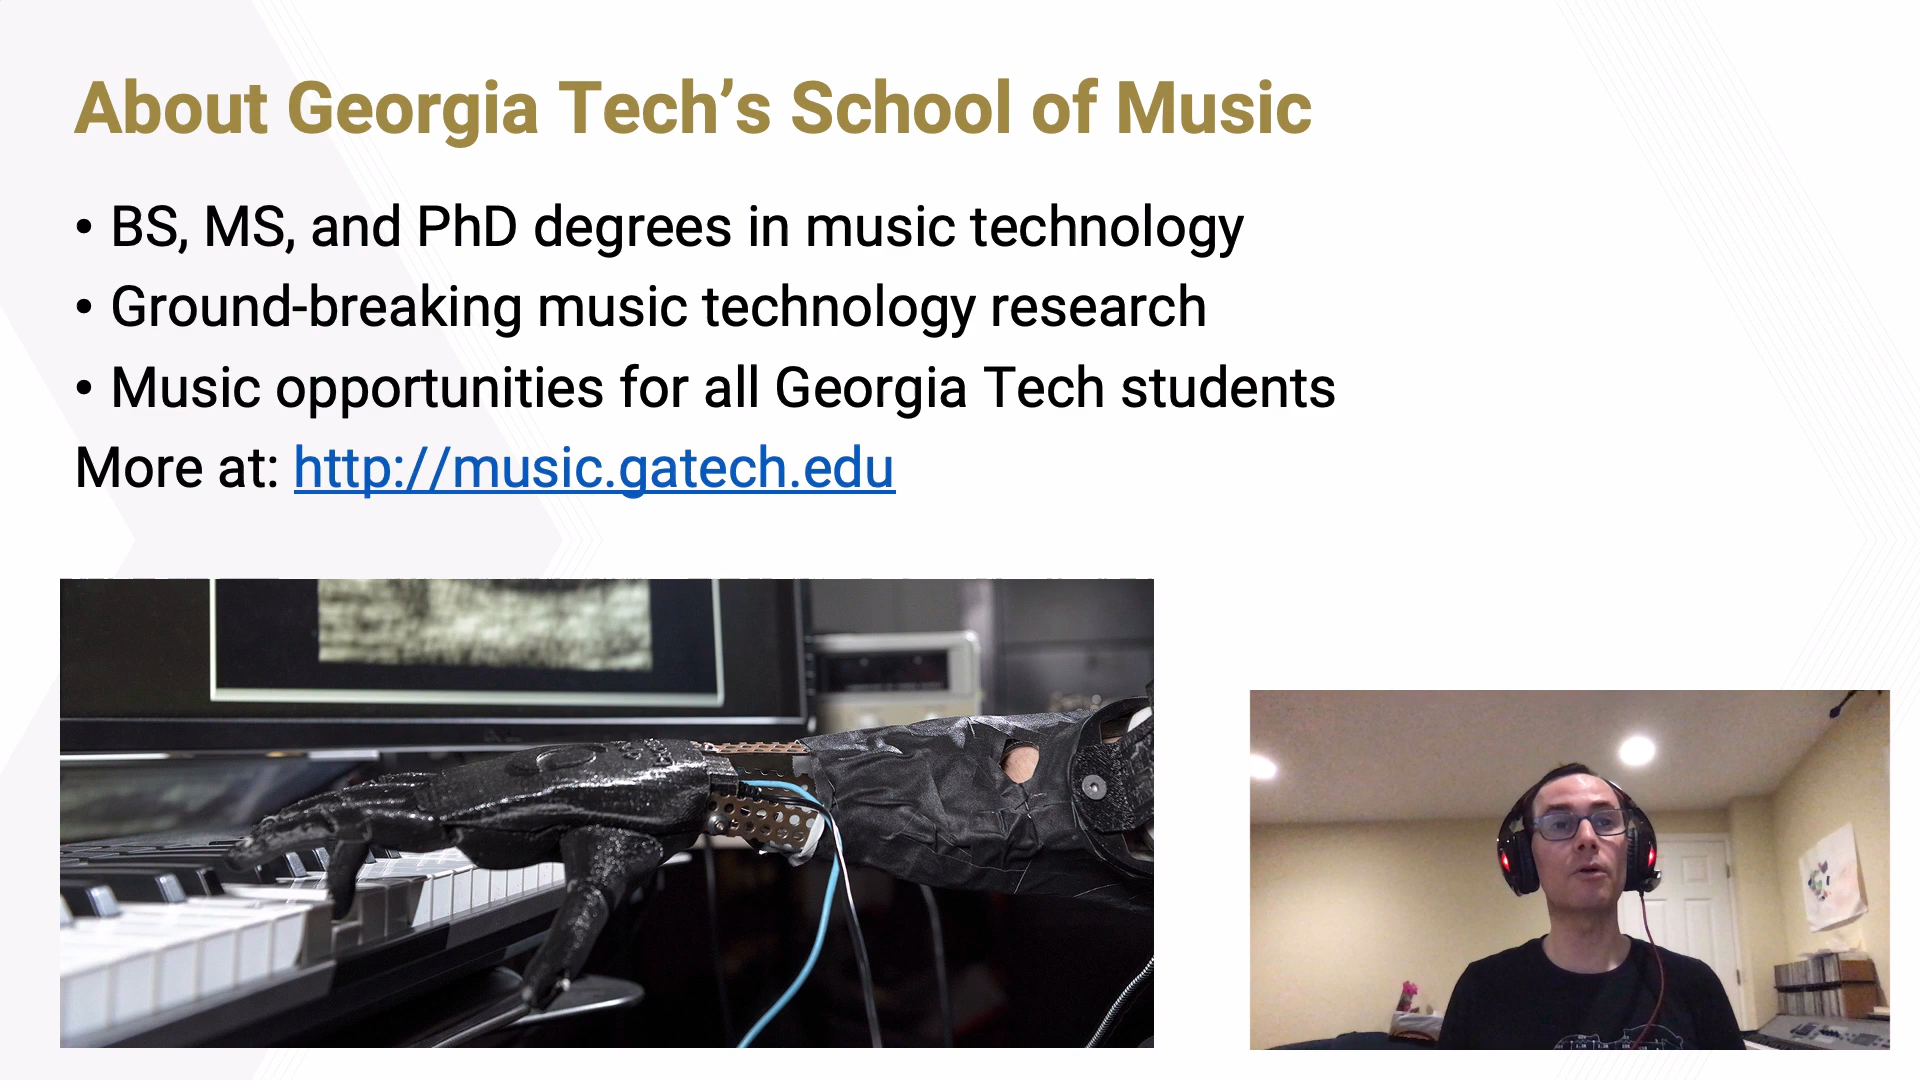 About Georgia Tech’s School of Music
• BS, MS, and PhD degrees in music technology
• Ground-breaking music technology research
• Music opportunities for all Georgia Tech students
More at: http://music.gatech.edu